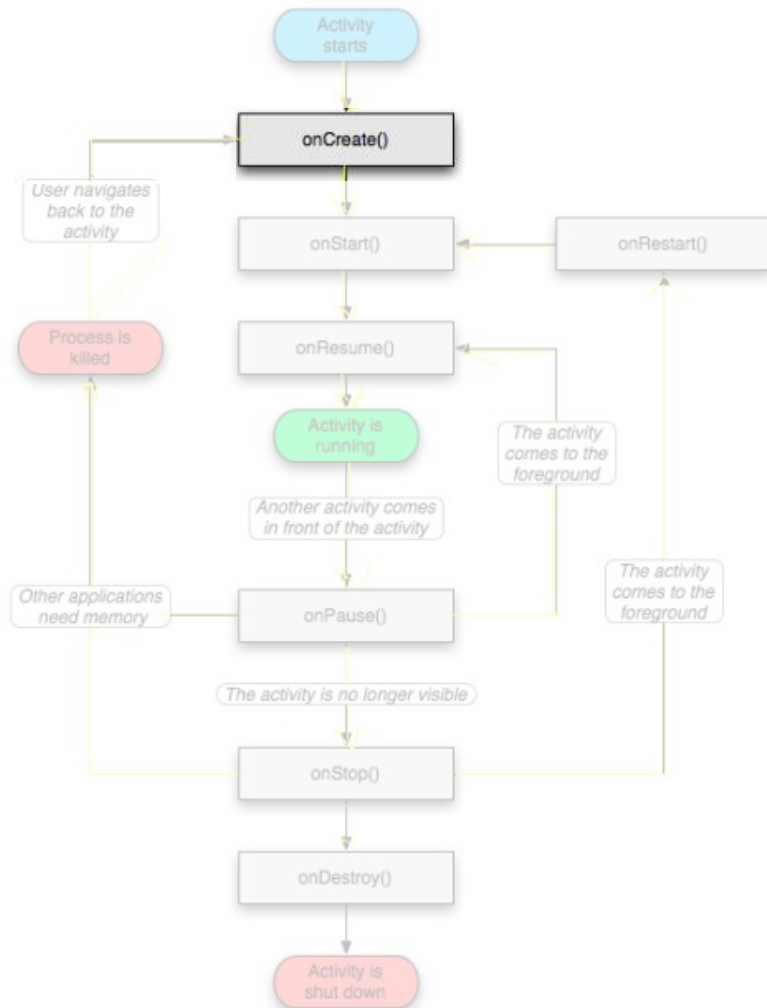 Activity
starts
onCreate()
User navigates
back to the
activity
onStart()
onRestart()
Process is
killed
onResume()
Activity is
running
The activity
comes to the
foreground
Another activity comes
in front of the activity
The activity
comes to the
foreground
Other applications
need memory
onPause()
The activity is no longer visible
onStop()
onDestroy()
Activity is
shut down